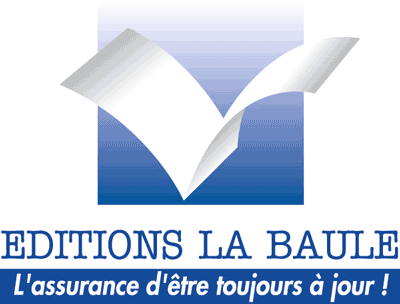 EDITIONS LA BAULE
L'assurance d'être toujours à jour !